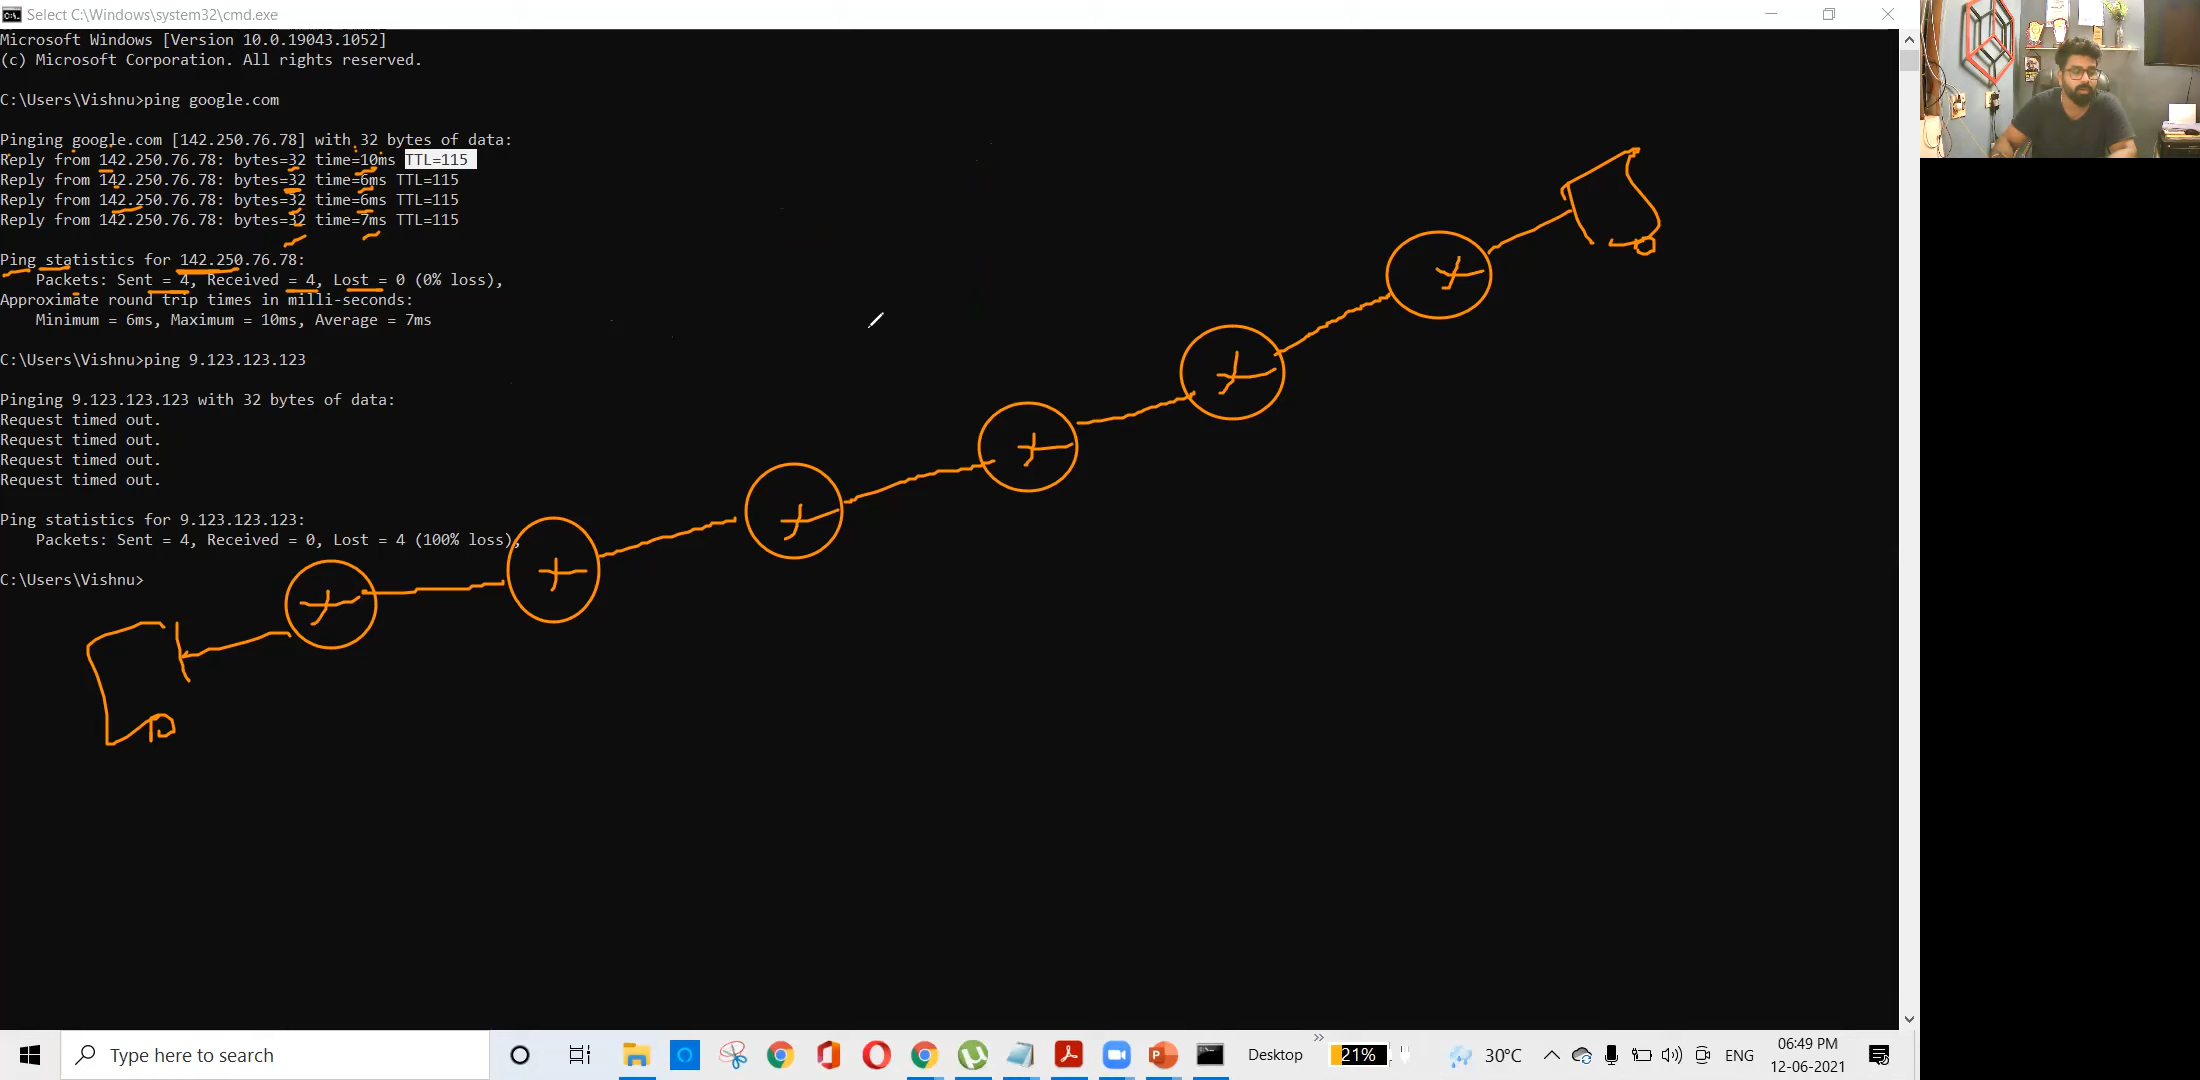 Select C:\Windows\system32\cmd.exe
Microsoft Windows [Version 10.0.19043.1052]
(c) Microsoft Corporation. All rights reserved.
C:\Users\Vishnu>ping google.com
Pinging google.com [142.250.76.78] with 32 bytes of data:
Reply from 142.250.76.78: bytes=32 time=10ms TTL=115
Reply from 142.250.76.78: bytes=32 time=6ms TTL=115
Reply from 142.250.76.78: bytes=32 time=6ms TTL=115
Reply from 142.250.76.78: bytes=32 time=7ms TTL=115
Ping statistics for 142.250.76.78:
Packets: Sent = 4, Received = 4, Lost = 0 (0% loss),
Approximate round trip times in milli-seconds:
Minimum = 6ms, Maximum = 10ms, Average = 7ms
C:\Users\Vishnu>ping 9.123.123.123
Pinging 9.123.123.123 with 32 bytes of data:
Request timed out.
Request timed out.
Request timed out.
Request timed out.
Ping statistics for 9.123.123.123:
Packets: Sent = 4, Received = 0, Lost = 4 (100% loss),
C:\Users\Vishnu>
Type here to search
Desktop
21%
30°C
ENG
06:49 PM
12-06-2021